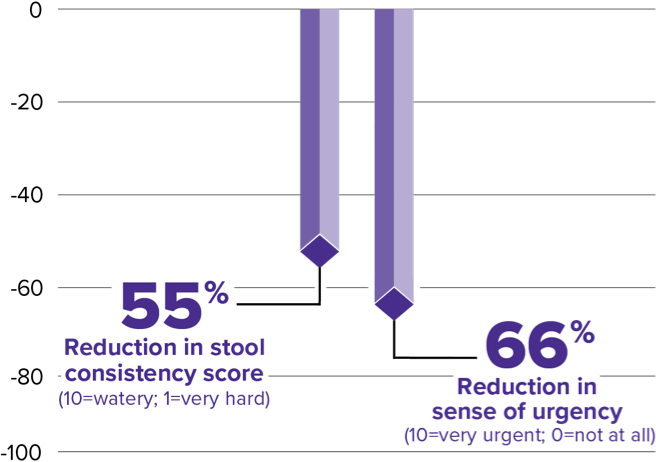 0
-20
-40
-60
55%
Reduction in stool
consistency score
(10=watery; 1=very hard)
66%
Reduction in
sense of urgency
(10=very urgent; 0=not at all)
-80
-100